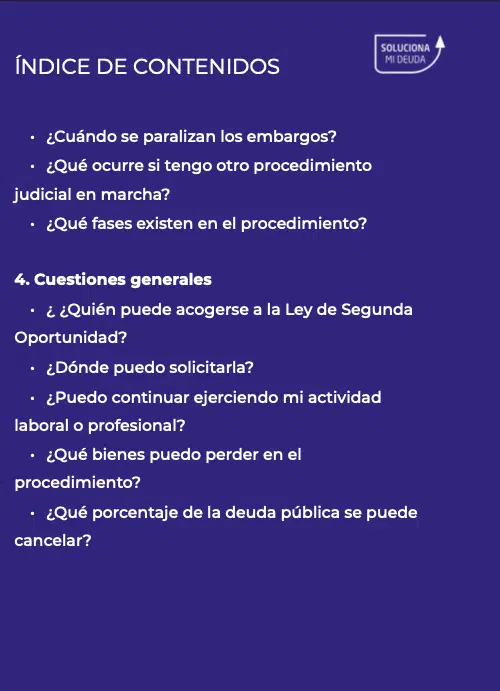 ÍNDICE DE CONTENIDOS
SOLUCIONA
MI DEUDA
• ¿Cuándo se paralizan los embargos?
• ¿Qué ocurre si tengo otro procedimiento
judicial en marcha?
• ¿Qué fases existen en el procedimiento?
4. Cuestiones generales
• ¿ ¿Quién puede acogerse a la Ley de Segunda
Oportunidad?
• ¿Dónde puedo solicitarla?
• ¿Puedo continuar ejerciendo mi actividad
laboral o profesional?
• ¿Qué bienes puedo perder en el
procedimiento?
• ¿Qué porcentaje de la deuda pública se puede
cancelar?